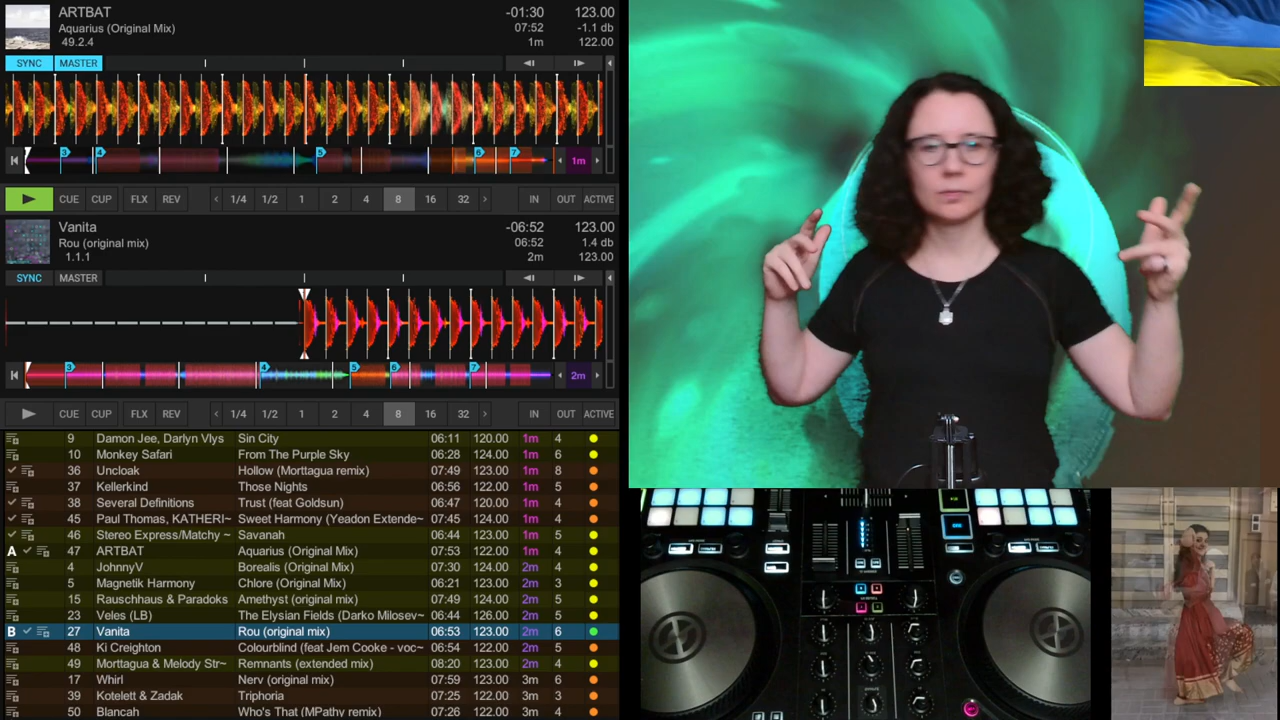 ARTBAT -01:30 123.00
Aquarius (Original Mix) 07:52 -1.1 db
49.2.4 1m 122.00
SYNC MASTER
3 4 5 6 7 1m
CUE CUP FLX REV 1/4 1/2 1 2 4 8 16 32 IN OUT ACTIVE
Vanita -06:52 123.00
Rou (original mix) 06:52 1.4 db
1.1.1 2m 123.00
SYNC MASTER
3 4 5 6 7 2m
CUE CUP FLX REV 1/4 1/2 1 2 4 8 16 32 IN OUT ACTIVE
9 Damon Jee, Darlyn Vlys Sin City 06:11 120.00 1m 4
10 Monkey Safari From The Purple Sky 06:28 124.00 1m 6
36 Uncloak Hollow (Morttagua remix) 07:49 123.00 1m 8
37 Kellerkind Those Nights 06:56 122.00 1m 5
38 Several Definitions Trust (feat Goldsun) 06:47 120.00 1m 4
45 Paul Thomas, KATHERI~ Sweet Harmony (Yeadon Extende~ 07:45 124.00 1m 4
46 Stereo Express/Matchy ~ Savanah 06:44 123.00 1m 5
A 47 ARTBAT Aquarius (Original Mix) 07:53 122.00 1m 4
4 JohnnyV Borealis (Original Mix) 07:30 124.00 2m 4
5 Magnetik Harmony Chlore (Original Mix) 06:21 123.00 2m 3
15 Rauschhaus & Paradoks Amethyst (original mix) 07:49 123.00 2m 5
23 Veles (LB) The Elysian Fields (Darko Milosev~ 06:44 126.00 2m 5
B 27 Vanita Rou (original mix) 06:53 123.00 2m 6
48 Ki Creighton Colourblind (feat Jem Cooke - voc~ 06:54 122.00 2m 5
49 Morttagua & Melody Str~ Remnants (extended mix) 08:20 123.00 2m 4
17 Whirl Nerv (original mix) 07:59 123.00 3m 6
39 Kotelett & Zadak Triphoria 07:25 122.00 3m 3
50 Blancah Who's That (MPathy remix) 07:26 122.00 3m 4